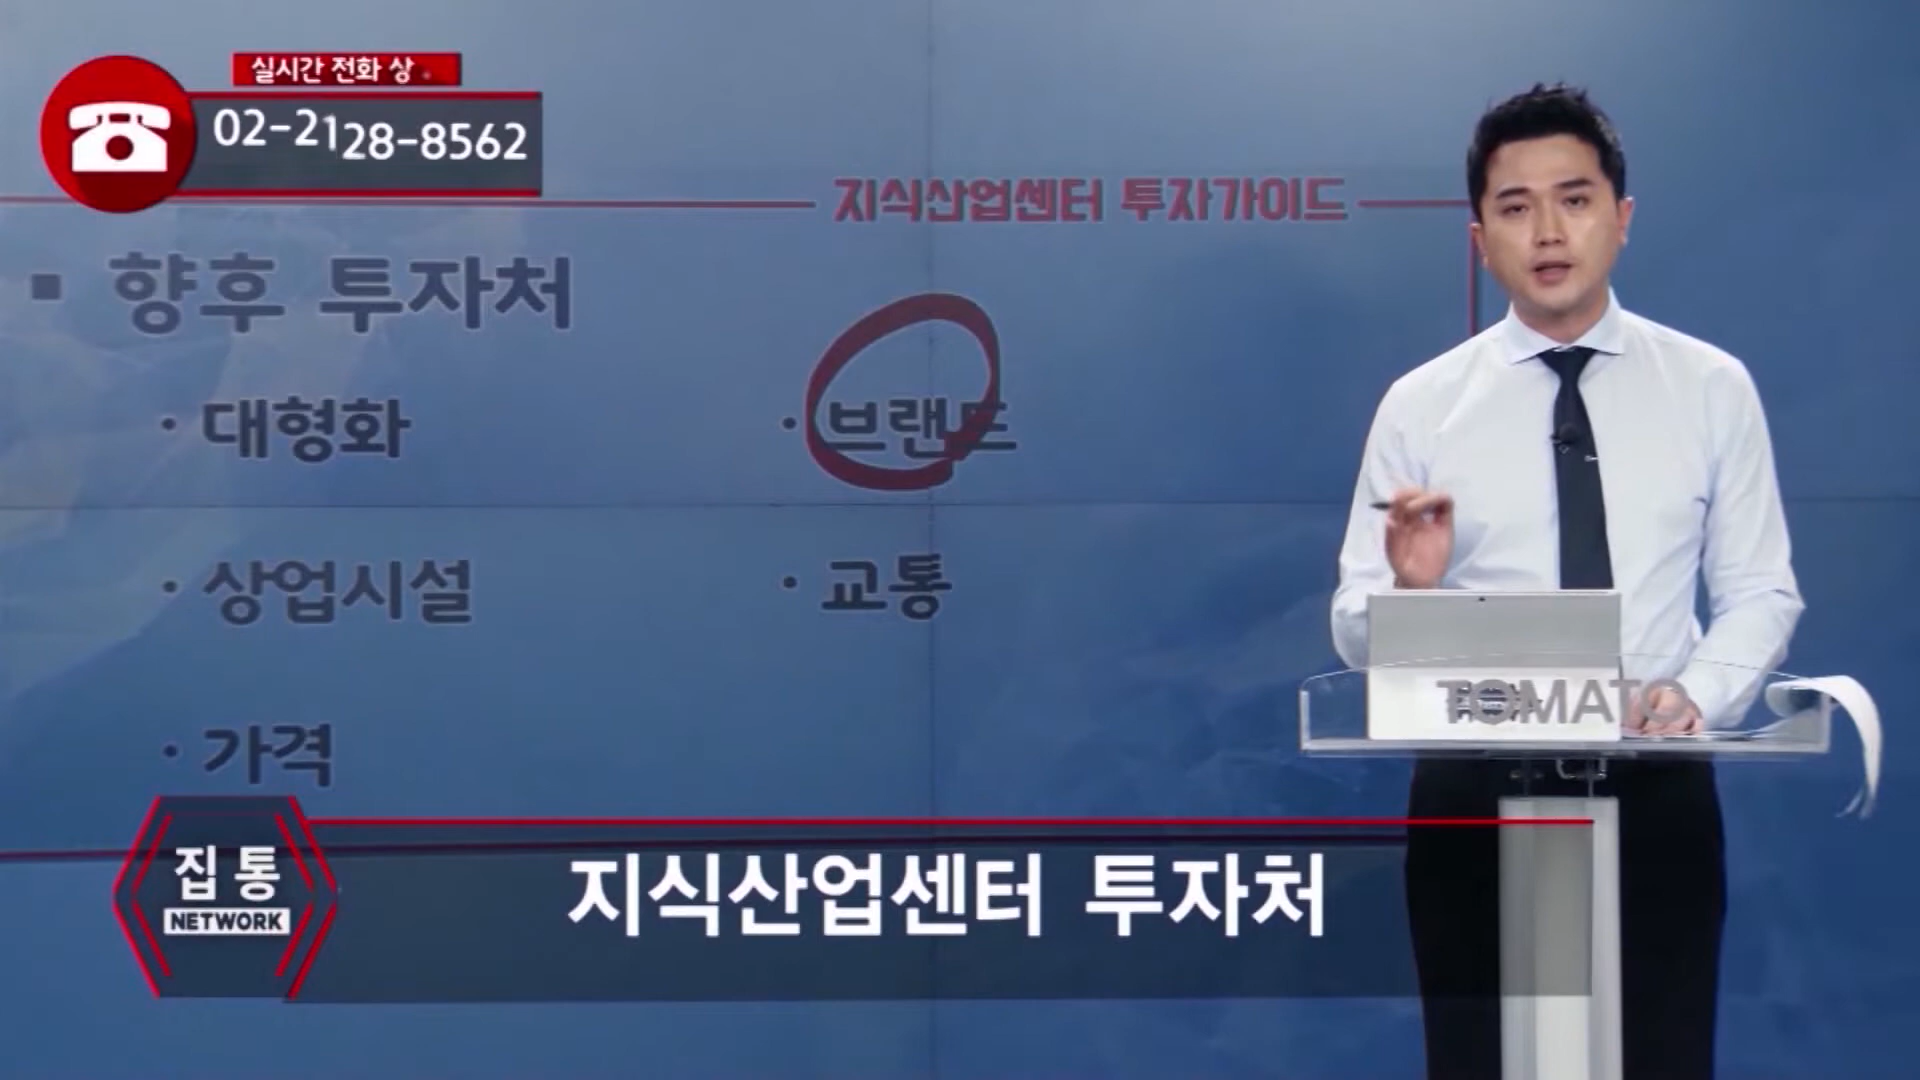 실시간 전화 상
02-2128-8562
지식산업센터 투자가이드
▪ 향후 투자처
· 대형화
· 브랜드
· 상업시설
· 교통
· 가격
TOMATO
집통
NETWORK
지식산업센터 투자처